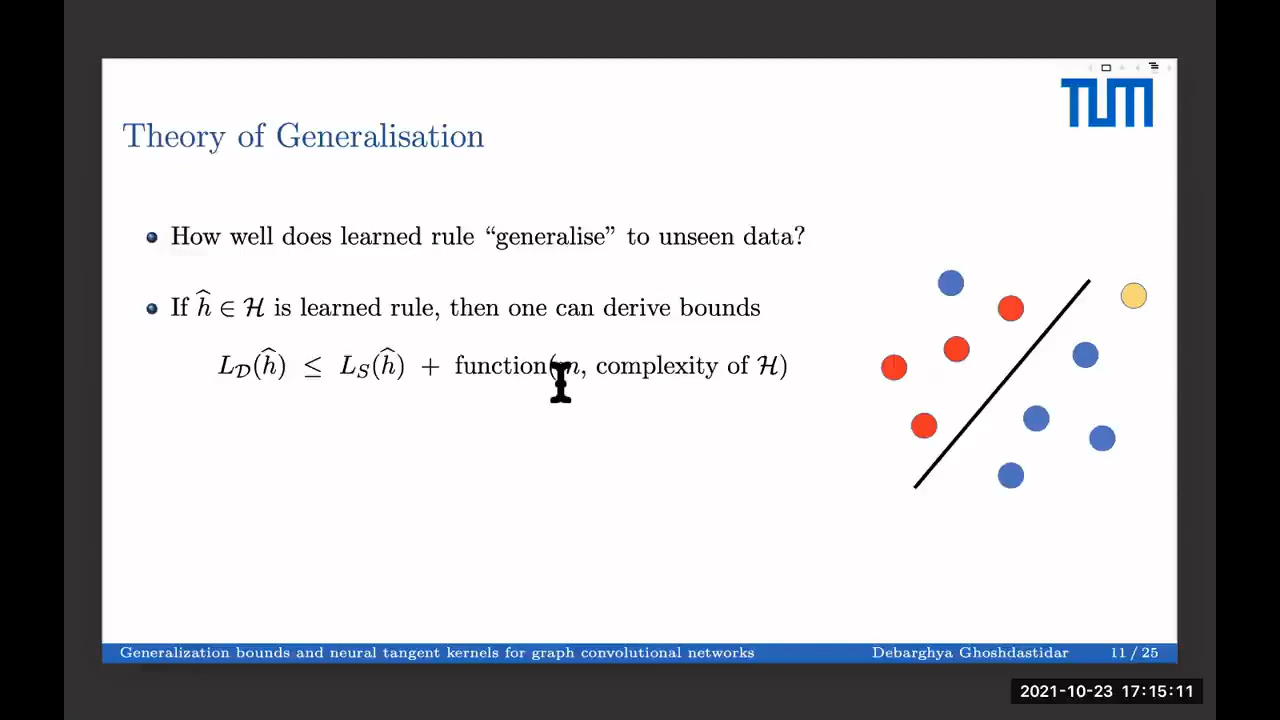 TUM
Theory of Generalisation
How well does learned rule “generalise” to unseen data?
If ĥ ∈ ℋ is learned rule, then one can derive bounds
L_𝒟(ĥ) ≤ L_S(ĥ) + function( , complexity of ℋ)
Generalization bounds and neural tangent kernels for graph convolutional networks Debarghya Ghoshdastidar 11 / 25
2021-10-23 17:15:11